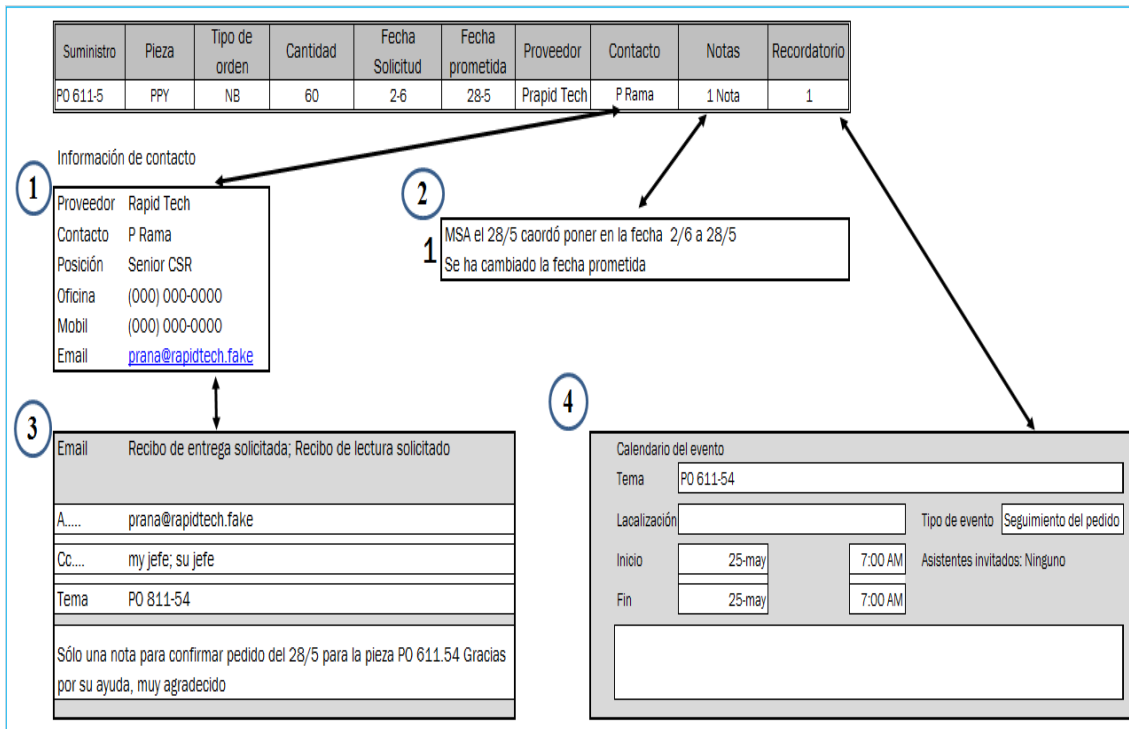 Suministro Pieza Tipo de orden Cantidad Fecha Solicitud Fecha prometida Proveedor Contacto Notas Recordatorio
PO 611-5 PPY NB 60 2-6 28-5 Prapid Tech P Rama 1 Nota 1
Información de contacto
1
Proveedor Rapid Tech
Contacto P Rama
Posición Senior CSR
Oficina (000) 000-0000
Mobil (000) 000-0000
Email prana@rapidtech.fake
2
1
MSA el 28/5 caordó poner en la fecha 2/6 a 28/5
Se ha cambiado la fecha prometida
3
Email Recibo de entrega solicitada; Recibo de lectura solicitado
A..... prana@rapidtech.fake
Cc.... my jefe; su jefe
Tema PO 811-54
Sólo una nota para confirmar pedido del 28/5 para la pieza PO 611.54 Gracias
por su ayuda, muy agradecido
4
Calendario del evento
Tema PO 611-54
Lacalización Tipo de evento Seguimiento del pedido
Inicio 25-may 7:00 AM Asistentes invitados: Ninguno
Fin 25-may 7:00 AM